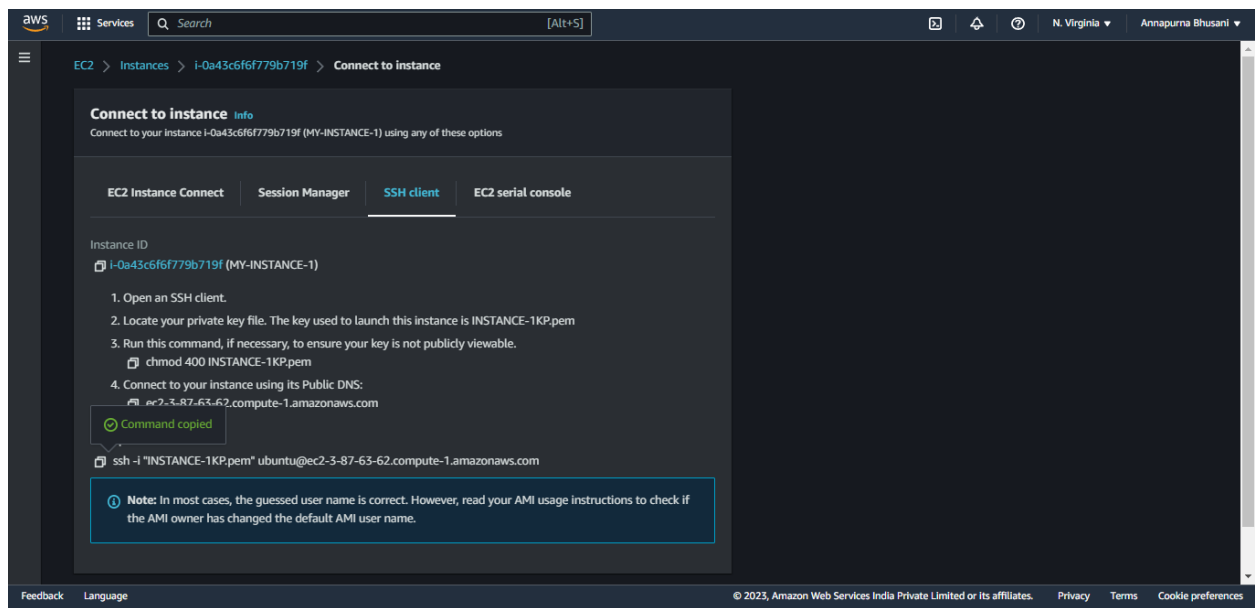 aws Services Search [Alt+S] N. Virginia Annapurna Bhusani
EC2 > Instances > i-0a43c6f6f779b719f > Connect to instance
Connect to instance Info
Connect to your instance i-0a43c6f6f779b719f (MY-INSTANCE-1) using any of these options
EC2 Instance Connect Session Manager SSH client EC2 serial console
Instance ID
i-0a43c6f6f779b719f (MY-INSTANCE-1)
1. Open an SSH client.
2. Locate your private key file. The key used to launch this instance is INSTANCE-1KP.pem
3. Run this command, if necessary, to ensure your key is not publicly viewable.
chmod 400 INSTANCE-1KP.pem
4. Connect to your instance using its Public DNS:
ec2-3-87-63-62.compute-1.amazonaws.com
Command copied
ssh -i "INSTANCE-1KP.pem" ubuntu@ec2-3-87-63-62.compute-1.amazonaws.com
Note: In most cases, the guessed user name is correct. However, read your AMI usage instructions to check if
the AMI owner has changed the default AMI user name.
Feedback Language © 2023, Amazon Web Services India Private Limited or its affiliates. Privacy Terms Cookie preferences